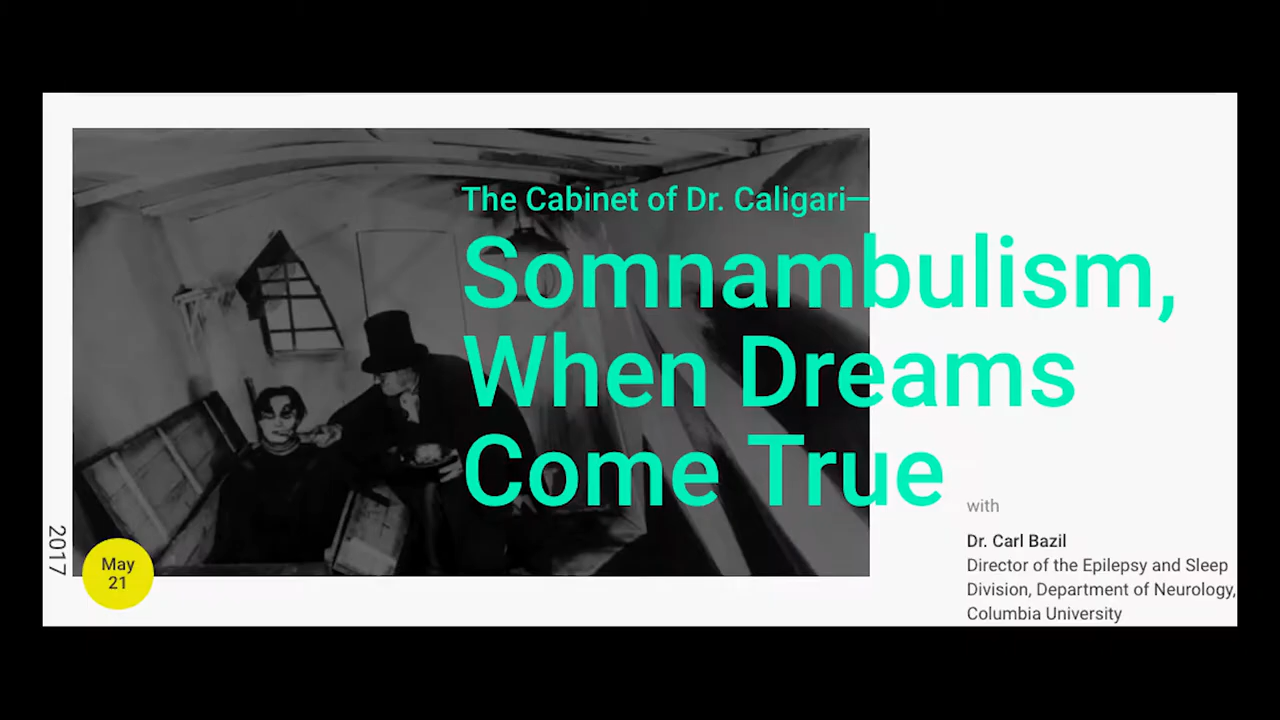 The Cabinet of Dr. Caligari—
Somnambulism,
When Dreams
Come True
with
Dr. Carl Bazil
Director of the Epilepsy and Sleep
Division, Department of Neurology,
Columbia University
2017
May
21